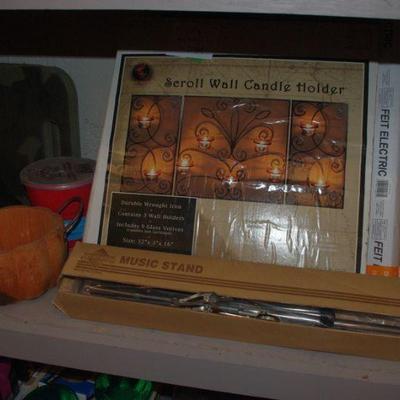 Scroll Wall Candle Holder
Durable Wrought Iron
Contains 3 Wall Holders
Includes 9 Glass Votives
Size: 32"x 3"x 16"
FEIT ELECTRIC
FEIT
MUSIC STAND